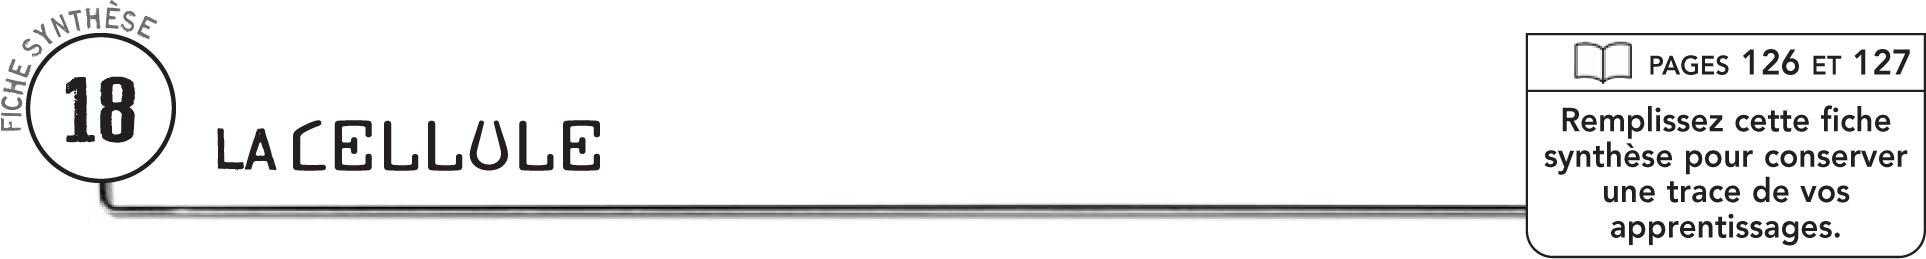 FICHE SYNTHÈSE
18
LA CELLULE
PAGES 126 ET 127
Remplissez cette fiche
synthèse pour conserver
une trace de vos
apprentissages.